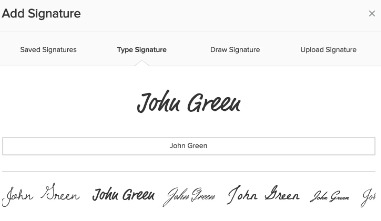 Add Signature ×
Saved Signatures Type Signature Draw Signature Upload Signature
John Green
John Green
John Green John Green John Green John Green John Green Jo